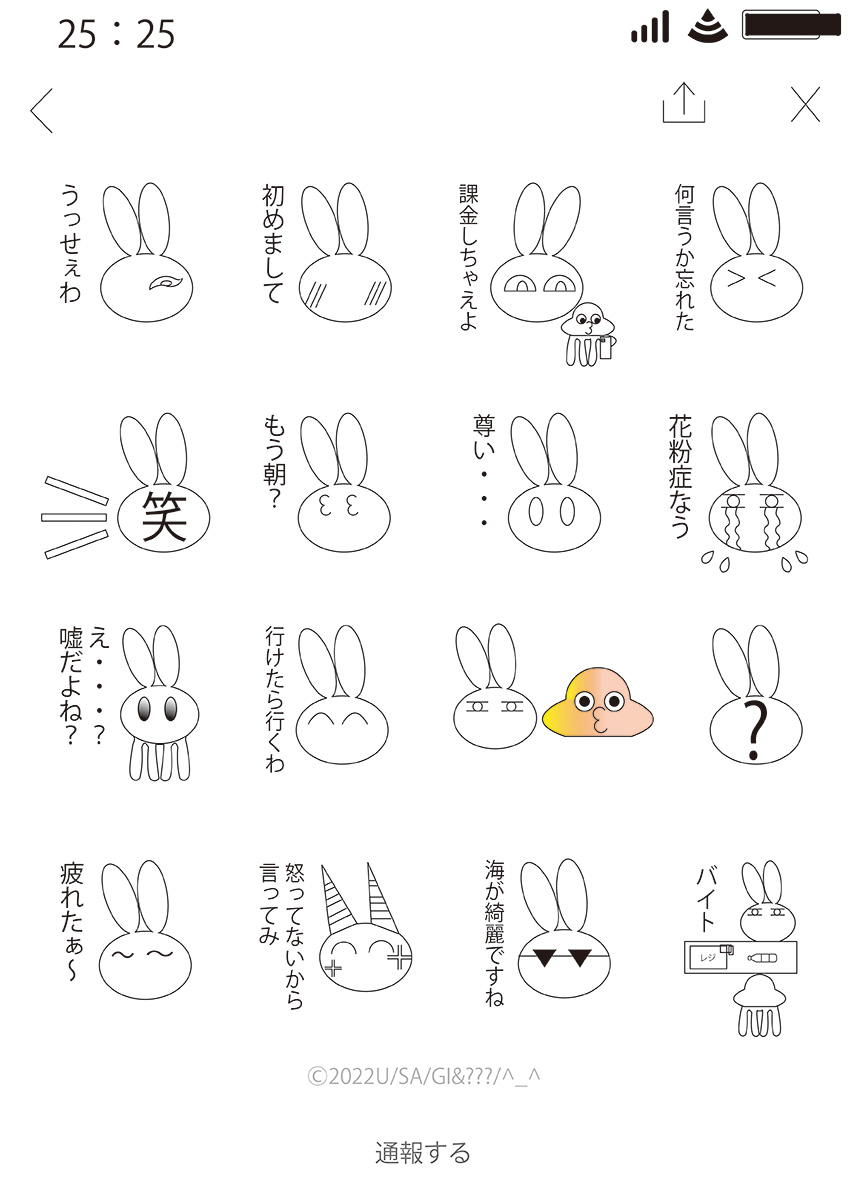 25：25
うっせぇわ
初めまして
課金しちゃえよ
何言うか忘れた
笑
もう朝？
尊い・・・
花粉症なう
え・・・？
嘘だよね？
行けたら行くわ
?
疲れたぁ～
怒ってないから
言ってみ
海が綺麗ですね
バイト
レジ
©2022U/SA/GI&???/^_^
通報する